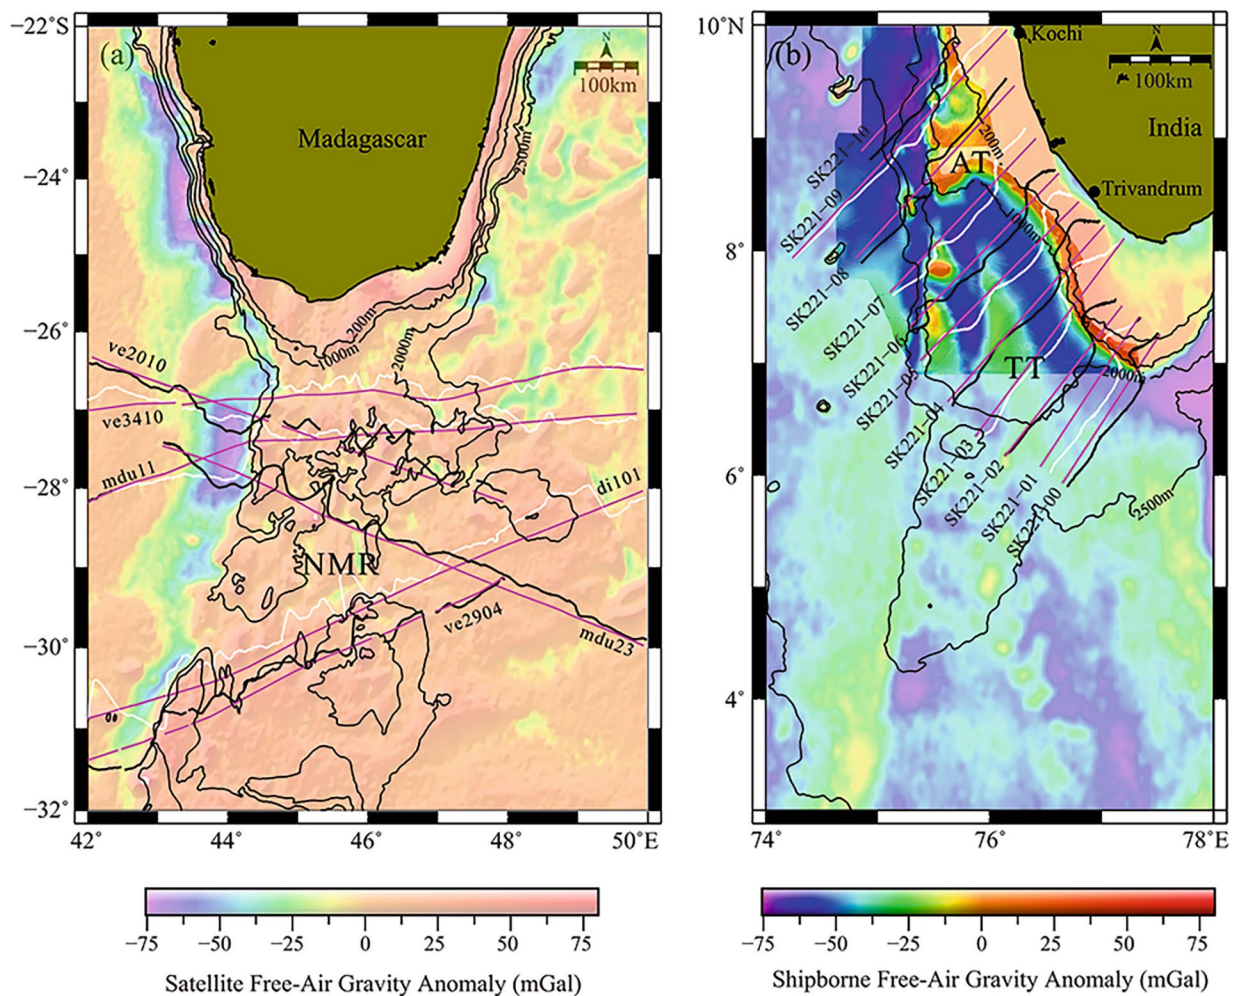 −22°S
−24°
−26°
−28°
−30°
−32°
42
44
46
48
50°E
(a)
N
100km
Madagascar
2500m
200m
1000m
2000m
ve2010
ve3410
mdu11
di101
NMR
ve2904
mdu23
−75
−50
−25
0
25
50
75
Satellite Free-Air Gravity Anomaly (mGal)
10°N
8°
6°
4°
74
76
78°E
(b)
Kochi
N
100km
India
200m
AT
Trivandrum
1000m
SK221−10
SK221−09
SK221−08
SK221−07
SK221−06
SK221−05
SK221−04
SK221−03
SK221−02
SK221−01
SK221−00
TT
2000m
2500m
−75
−50
−25
0
25
50
75
Shipborne Free-Air Gravity Anomaly (mGal)